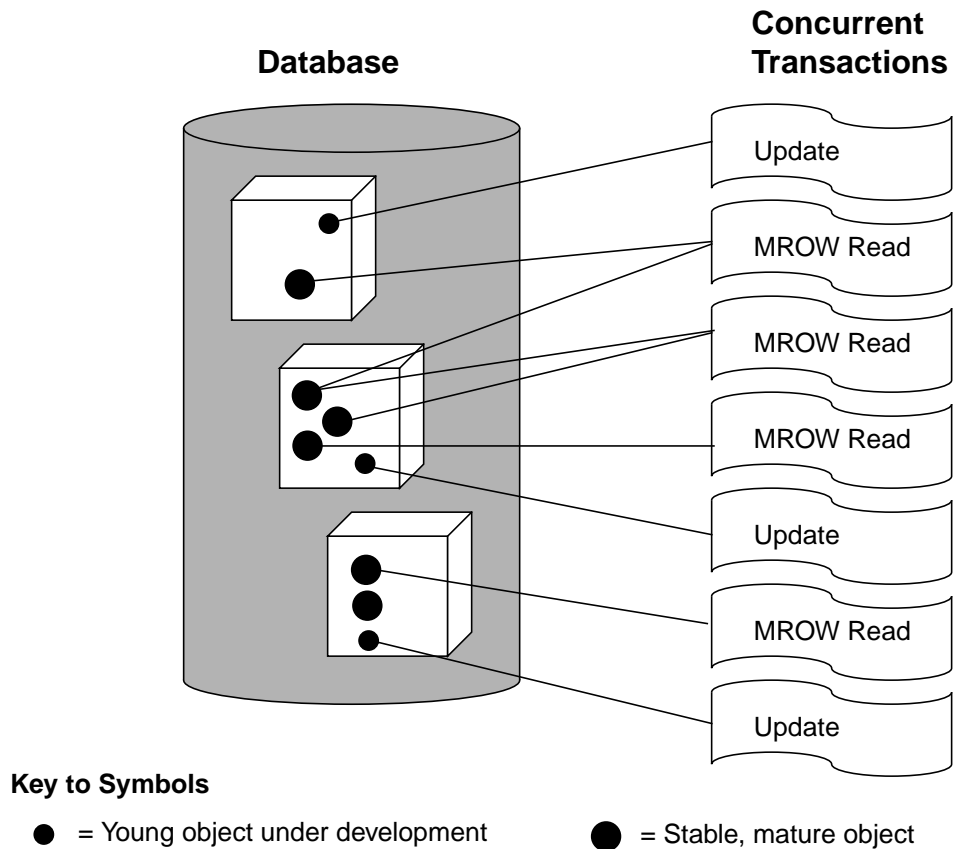 Database
Concurrent
Transactions
Update
MROW Read
MROW Read
MROW Read
Update
MROW Read
Update
Key to Symbols
= Young object under development
= Stable, mature object